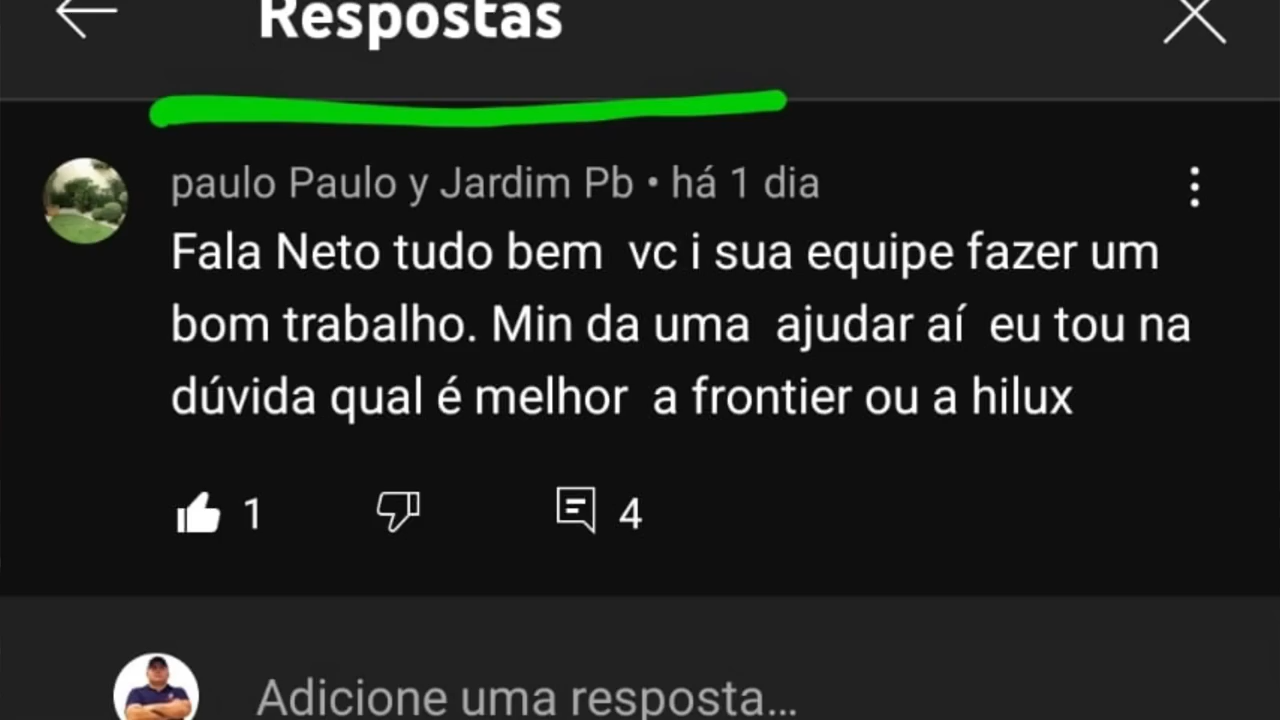 Respostas
paulo Paulo y Jardim Pb • há 1 dia
Fala Neto tudo bem vc i sua equipe fazer um
bom trabalho. Min da uma ajudar aí eu tou na
dúvida qual é melhor a frontier ou a hilux
1 4
Adicione uma resposta...